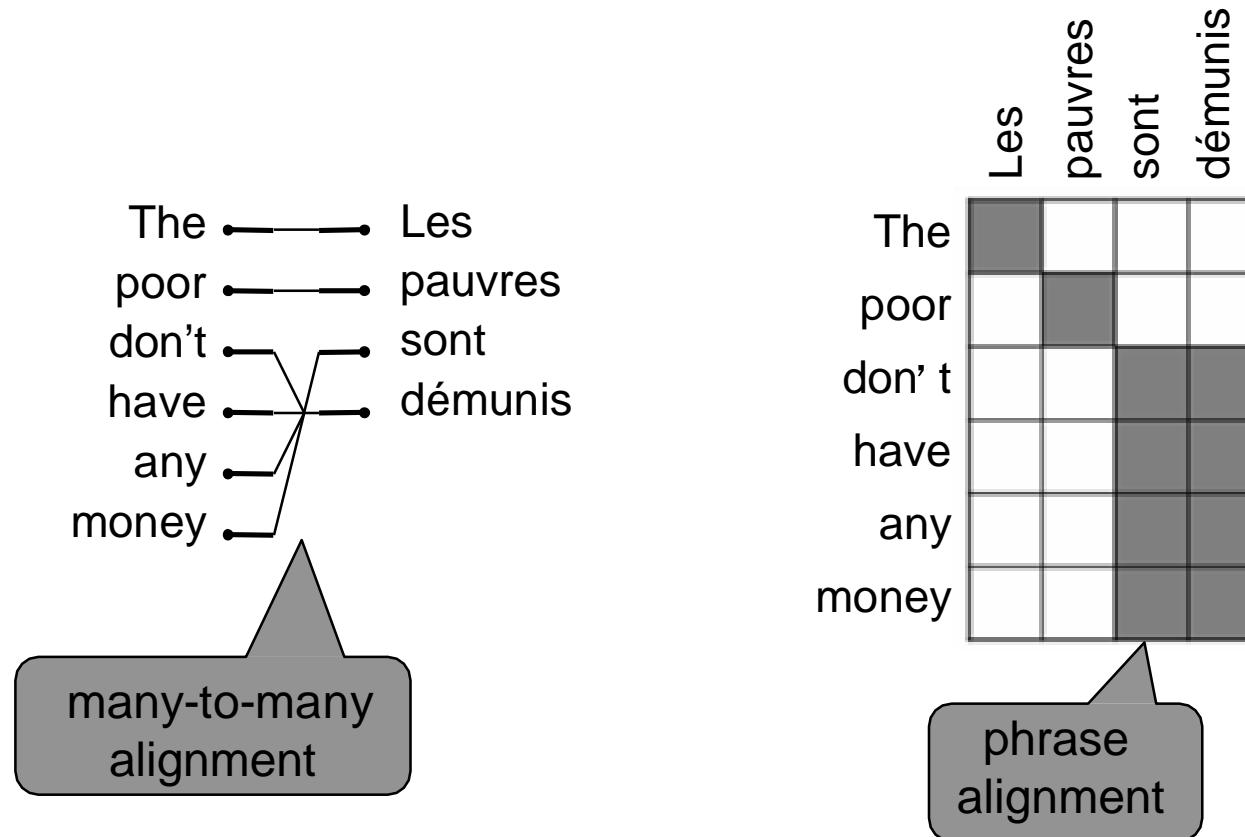 The Les
poor pauvres
don't sont
have démunis
any
money
many-to-many
alignment
Les pauvres sont démunis
The
poor
don' t
have
any
money
phrase
alignment